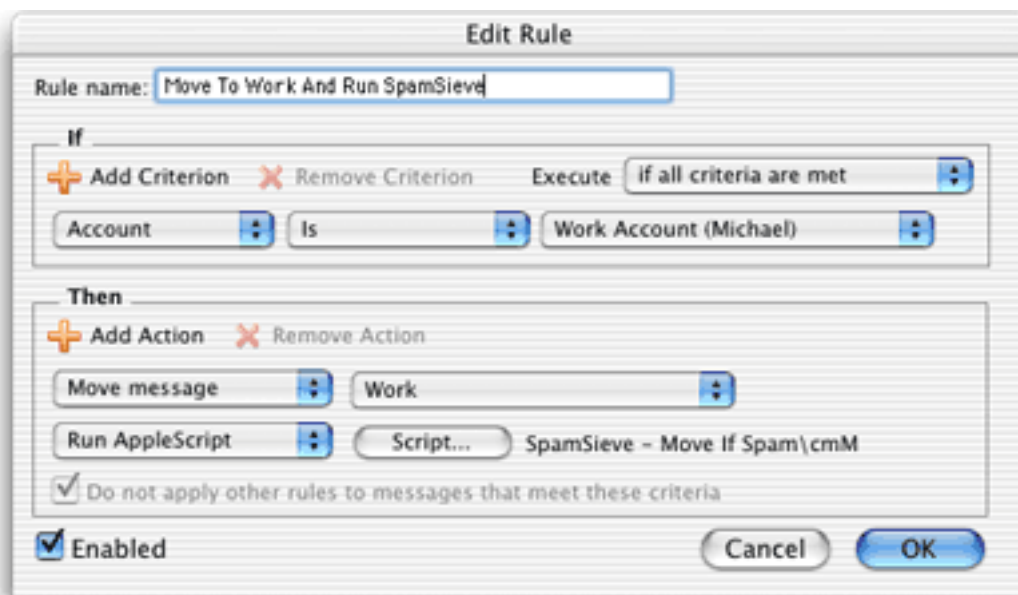 Edit Rule
Rule name: Move To Work And Run SpamSieve
If
Add Criterion Remove Criterion Execute if all criteria are met
Account Is Work Account (Michael)
Then
Add Action Remove Action
Move message Work
Run AppleScript Script... SpamSieve - Move If Spam\cmM
Do not apply other rules to messages that meet these criteria
Enabled Cancel OK